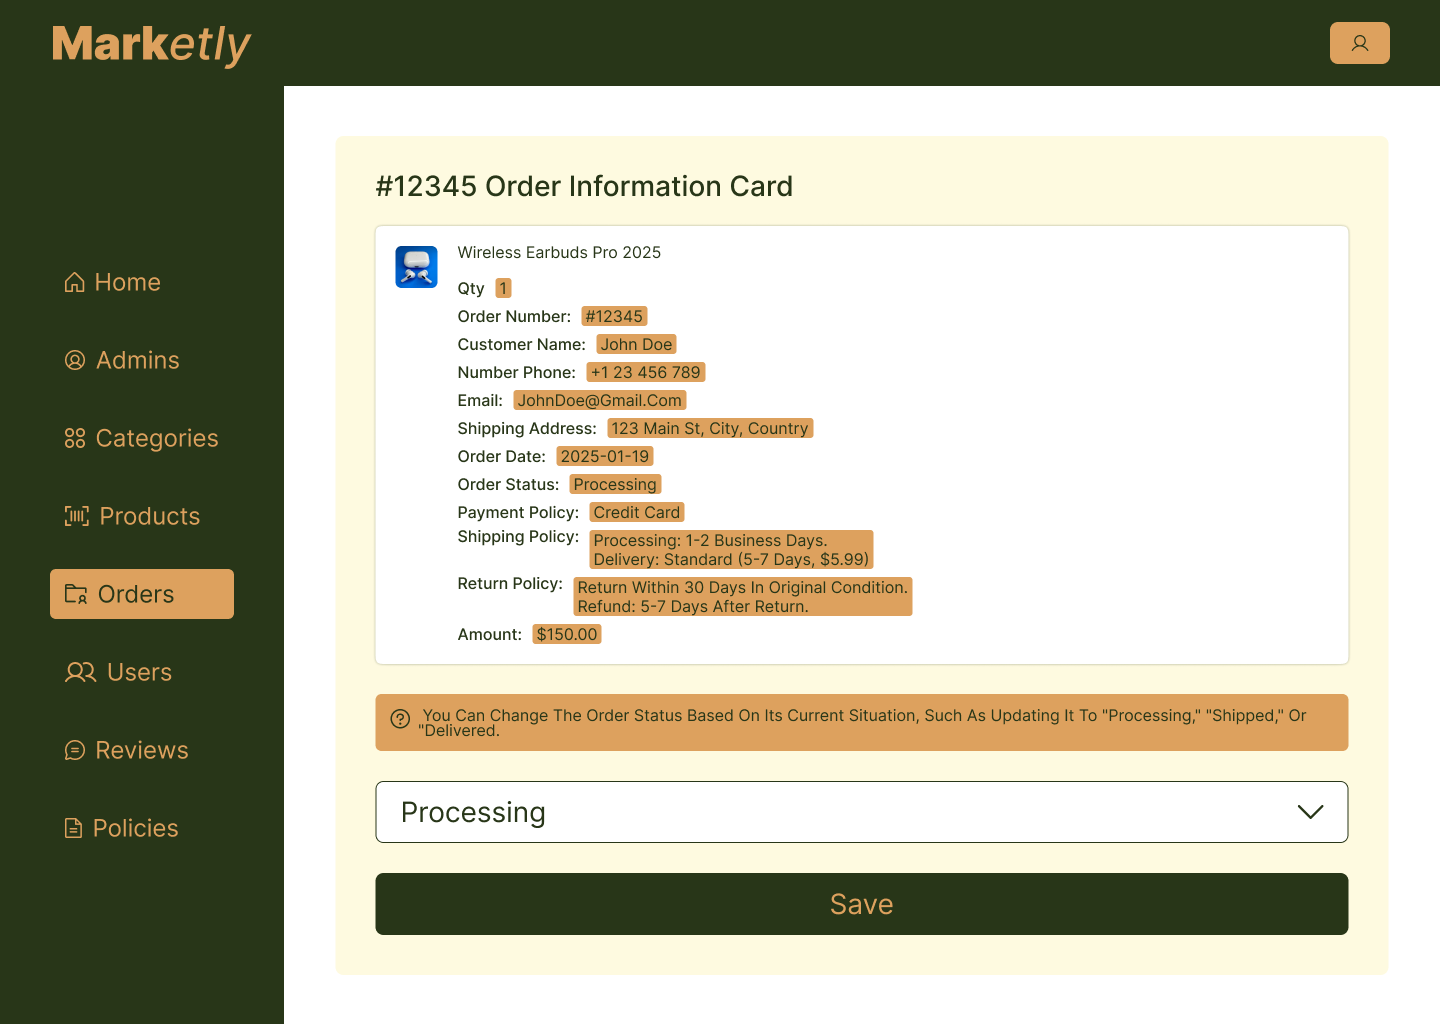 Marketly
Home
Admins
Categories
Products
Orders
Users
Reviews
Policies
#12345 Order Information Card
Wireless Earbuds Pro 2025
Qty 1
Order Number: #12345
Customer Name: John Doe
Number Phone: +1 23 456 789
Email: JohnDoe@Gmail.Com
Shipping Address: 123 Main St, City, Country
Order Date: 2025-01-19
Order Status: Processing
Payment Policy: Credit Card
Shipping Policy: Processing: 1-2 Business Days.
Delivery: Standard (5-7 Days, $5.99)
Return Policy: Return Within 30 Days In Original Condition.
Refund: 5-7 Days After Return.
Amount: $150.00
You Can Change The Order Status Based On Its Current Situation, Such As Updating It To "Processing," "Shipped," Or
"Delivered.
Processing
Save